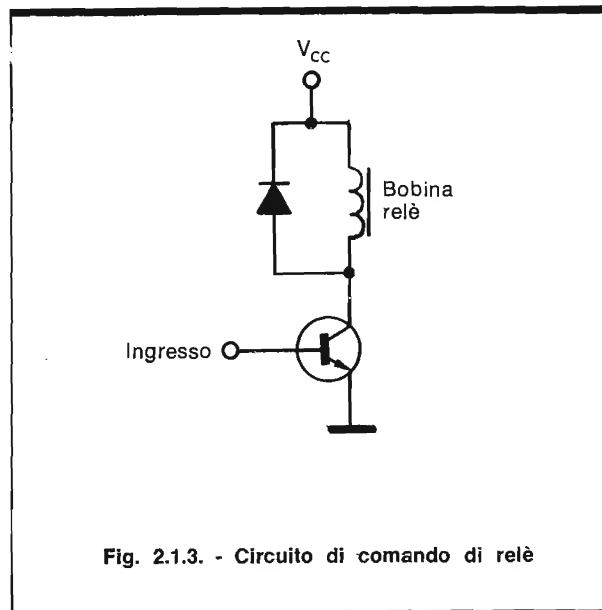 V_CC
Bobina
relè
Ingresso
Fig. 2.1.3. - Circuito di comando di relè